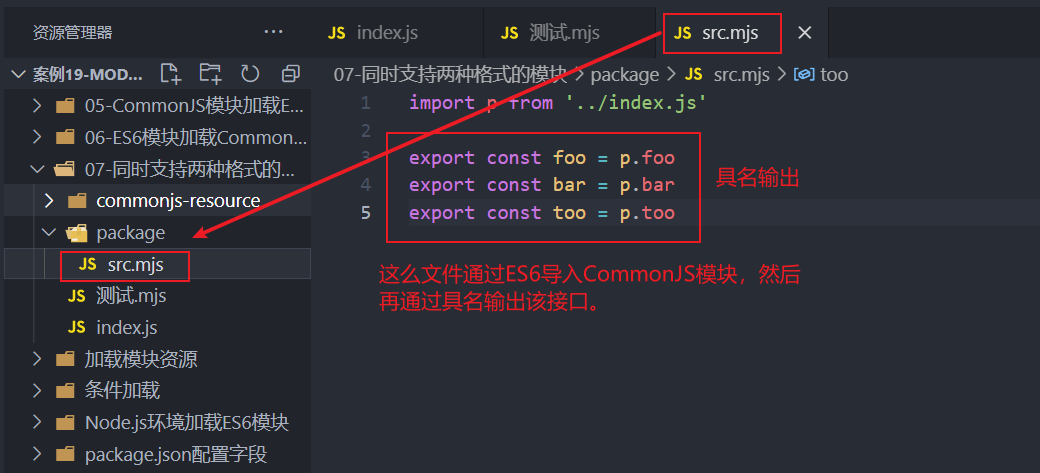 资源管理器 ···
JS index.js JS 测试.mjs JS src.mjs ×
案例19-MOD...
07-同时支持两种格式的模块 > package > JS src.mjs > too
05-CommonJS模块加载E...
06-ES6模块加载Common...
07-同时支持两种格式的...
commonjs-resource
package
JS src.mjs
JS 测试.mjs
JS index.js
加载模块资源
条件加载
Node.js环境加载ES6模块
package.json配置字段
1 import p from '../index.js'
2
3 export const foo = p.foo
4 export const bar = p.bar
5 export const too = p.too
具名输出
这么文件通过ES6导入CommonJS模块，然后
再通过具名输出该接口。